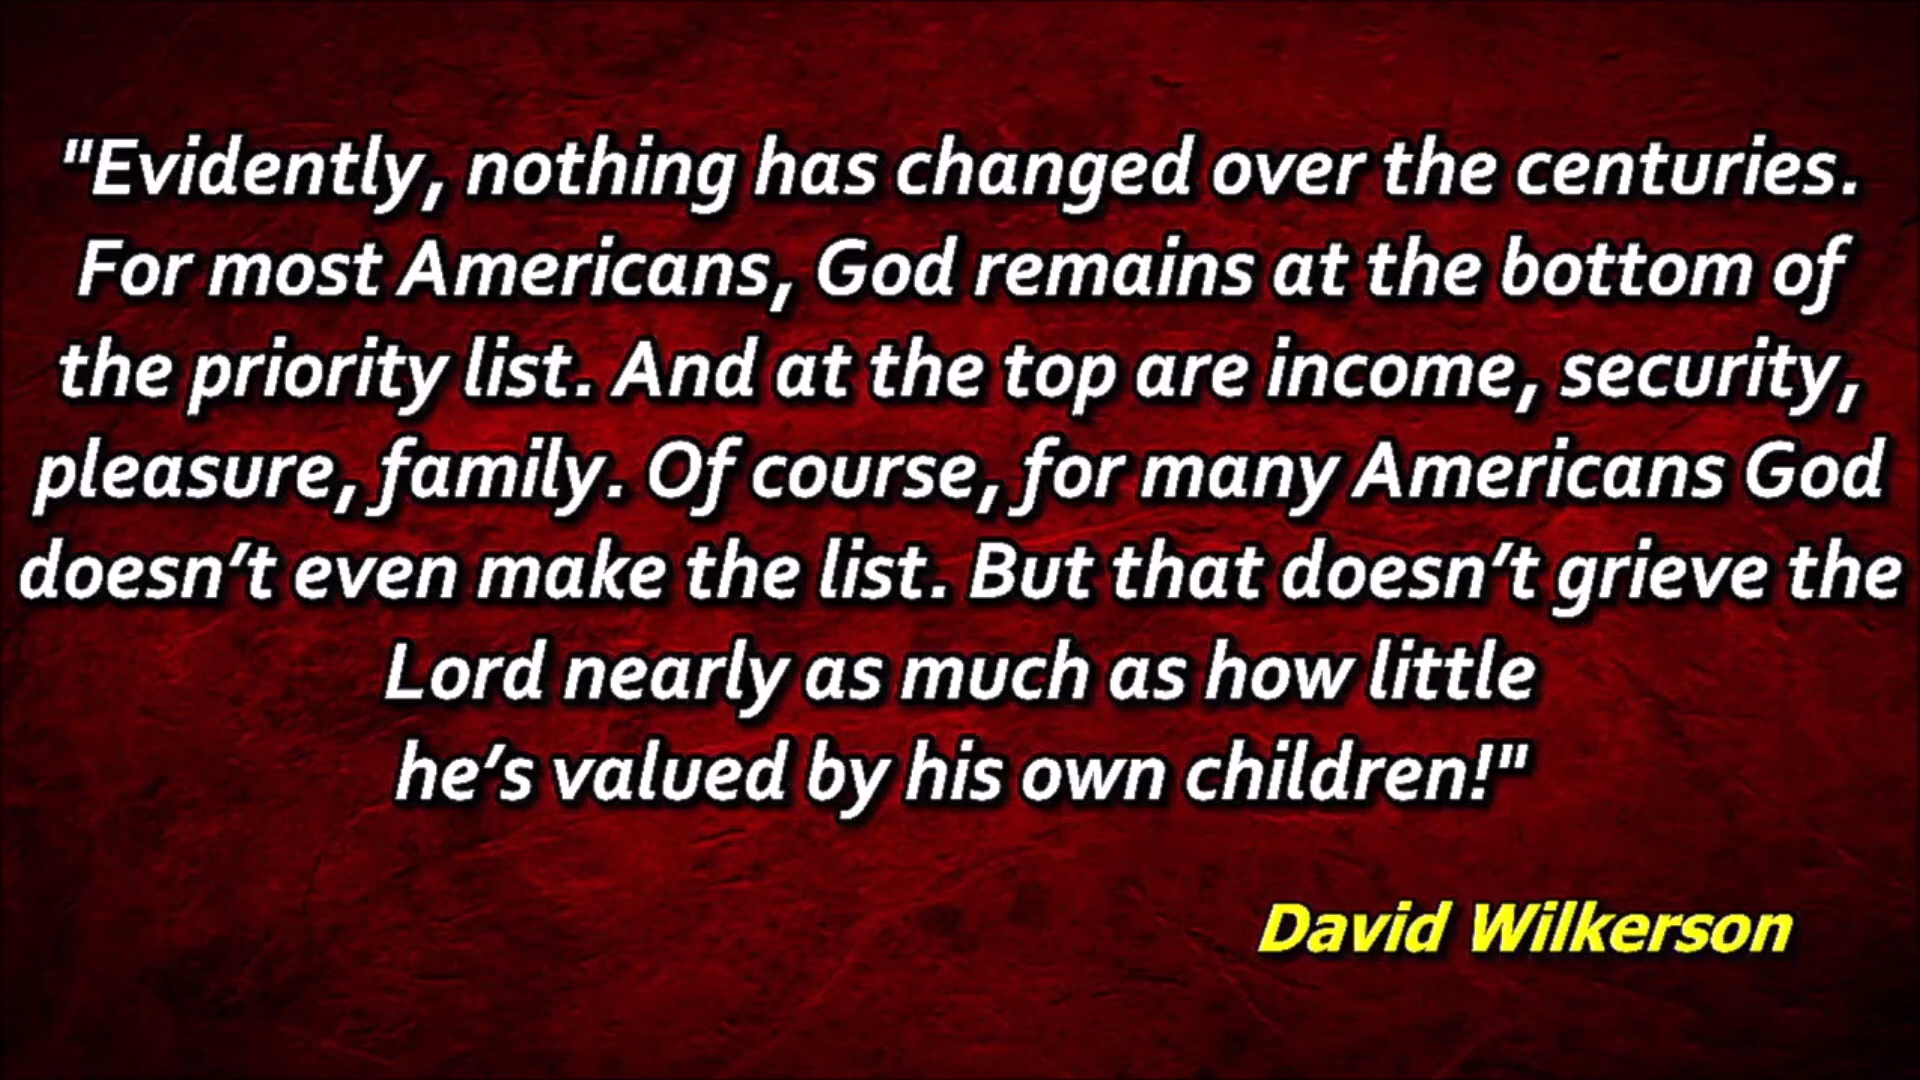 "Evidently, nothing has changed over the centuries.
For most Americans, God remains at the bottom of
the priority list. And at the top are income, security,
pleasure, family. Of course, for many Americans God
doesn’t even make the list. But that doesn’t grieve the
Lord nearly as much as how little
he’s valued by his own children!"
David Wilkerson